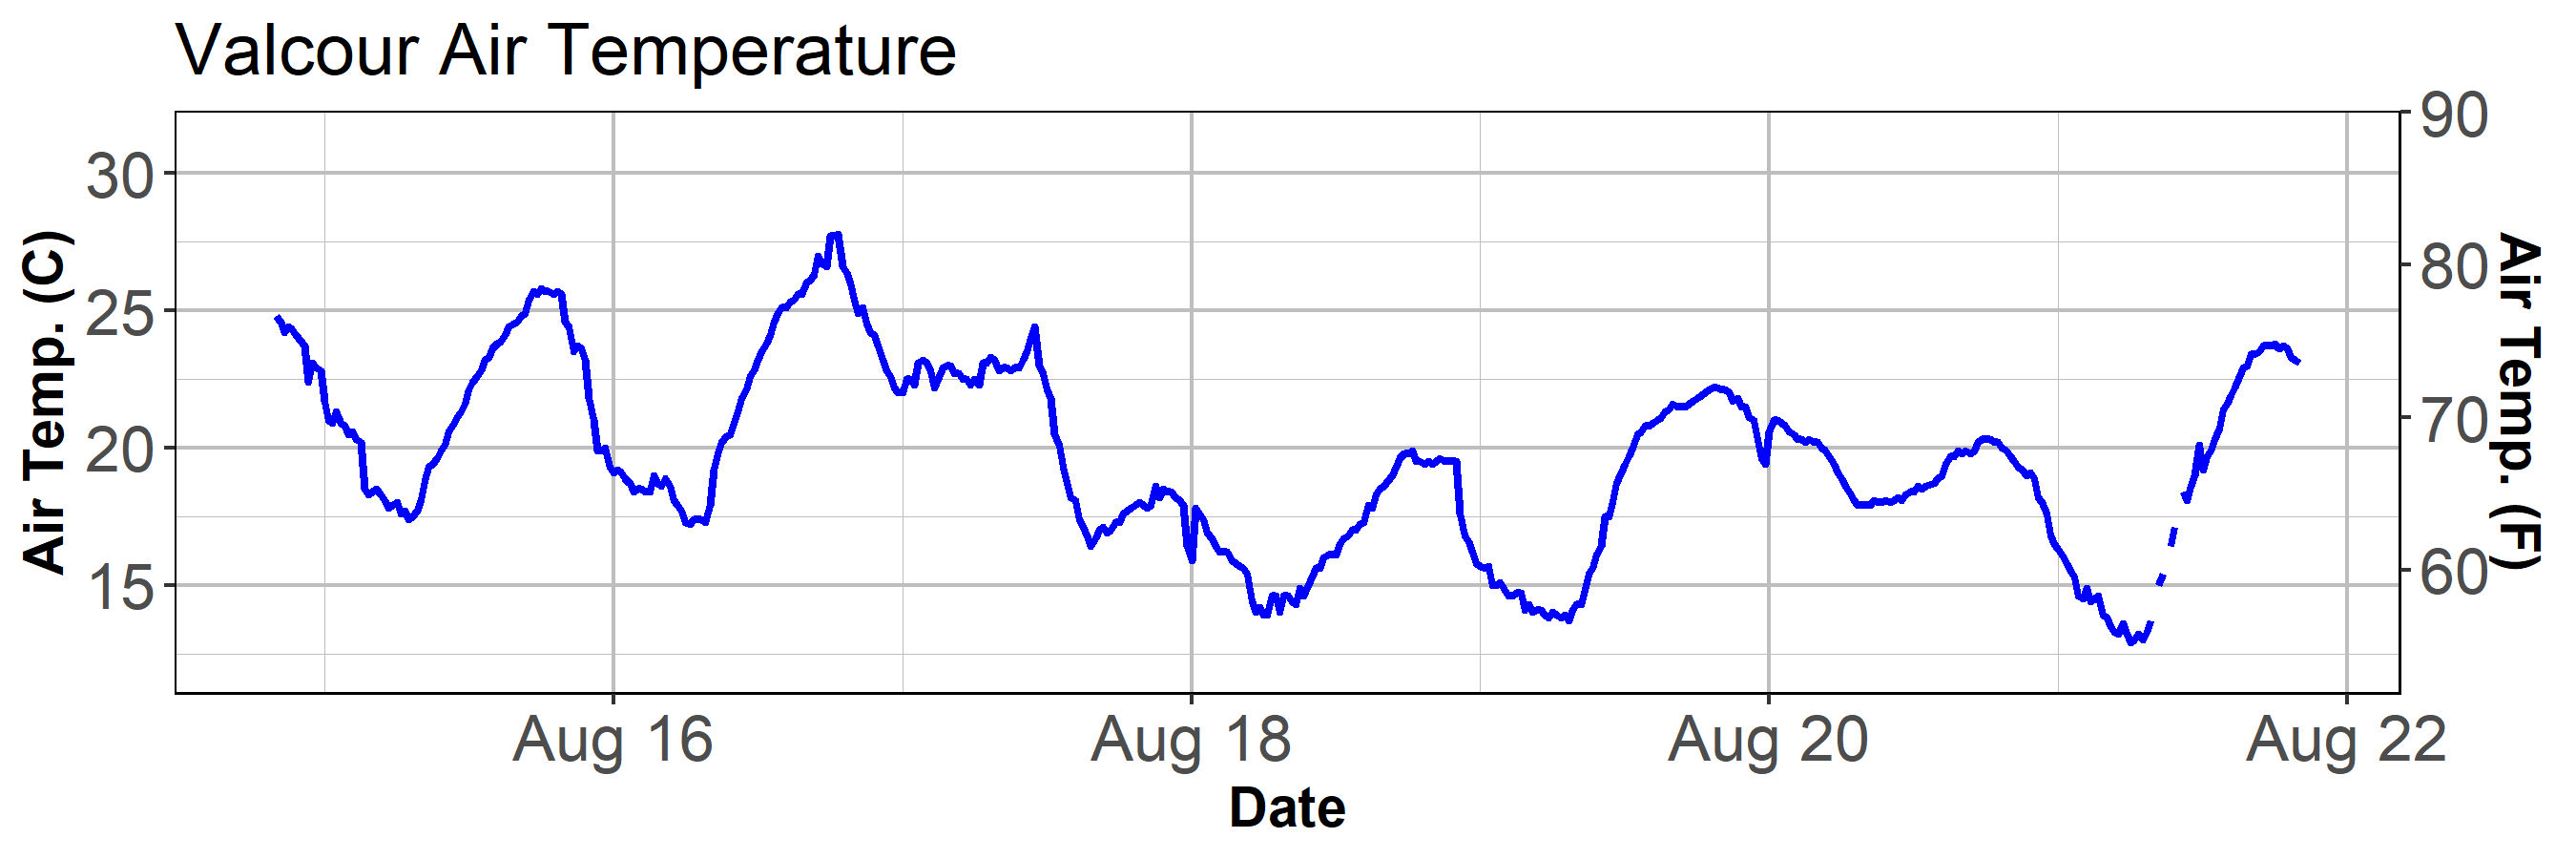 Valcour Air Temperature
Air Temp. (C)
30
25
20
15
90
80
70
60
Air Temp. (F)
Aug 16
Aug 18
Aug 20
Aug 22
Date